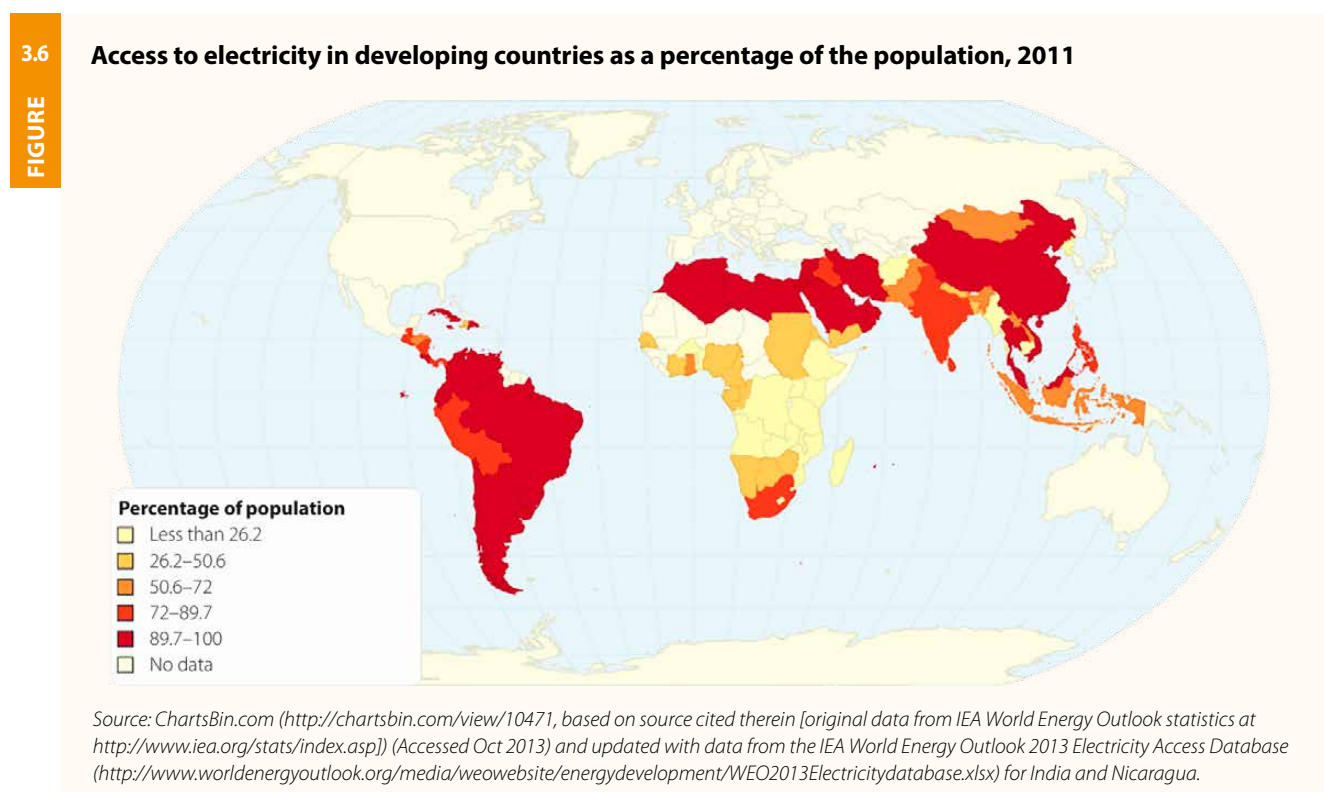 3.6
FIGURE
Access to electricity in developing countries as a percentage of the population, 2011
Percentage of population
Less than 26.2
26.2–50.6
50.6–72
72–89.7
89.7–100
No data
Source: ChartsBin.com (http://chartsbin.com/view/10471, based on source cited therein [original data from IEA World Energy Outlook statistics at
http://www.iea.org/stats/index.asp]) (Accessed Oct 2013) and updated with data from the IEA World Energy Outlook 2013 Electricity Access Database
(http://www.worldenergyoutlook.org/media/weowebsite/energydevelopment/WEO2013Electricitydatabase.xlsx) for India and Nicaragua.